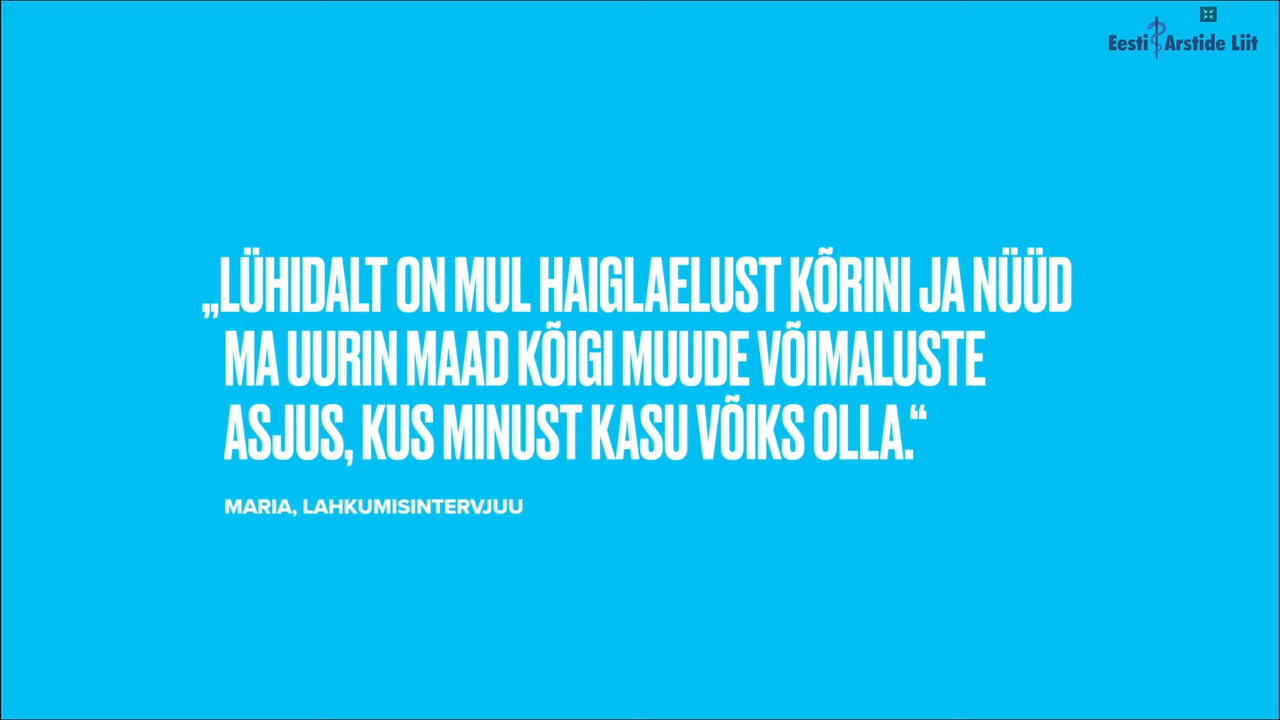 Eesti Arstide Liit
„LÜHIDALT ON MUL HAIGLAELUST KÕRINI JA NÜÜD
MA UURIN MAAD KÕIGI MUUDE VÕIMALUSTE
ASJUS, KUS MINUST KASU VÕIKS OLLA.“
MARIA, LAHKUMISINTERVJUU